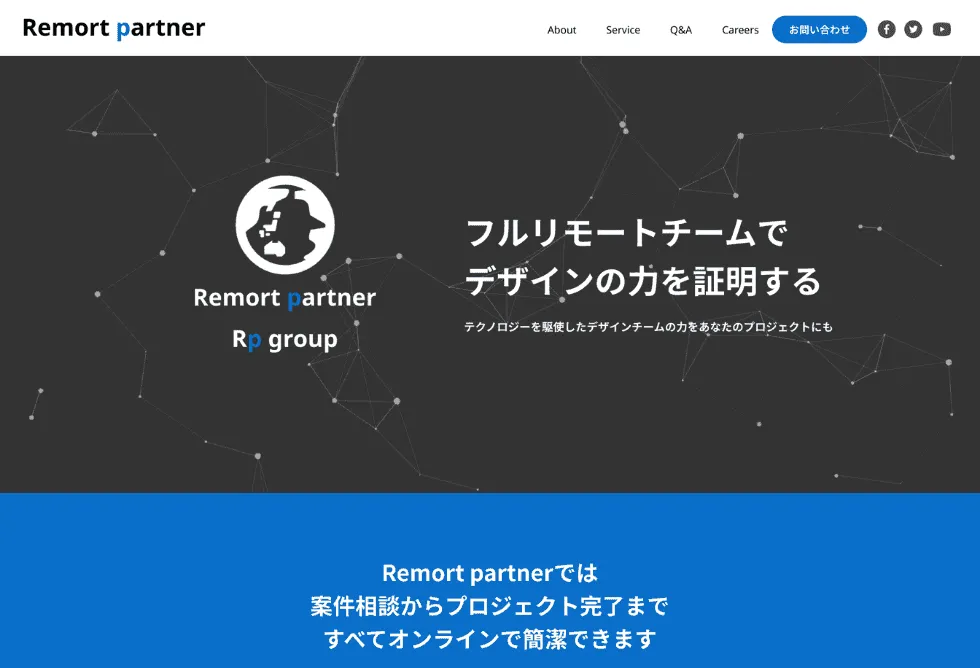 Remort partner
About Service Q&A Careers お問い合わせ
フルリモートチームで
デザインの力を証明する
テクノロジーを駆使したデザインチームの力をあなたのプロジェクトにも
Remort partner
Rp group
Remort partnerでは
案件相談からプロジェクト完了まで
すべてオンラインで簡潔できます